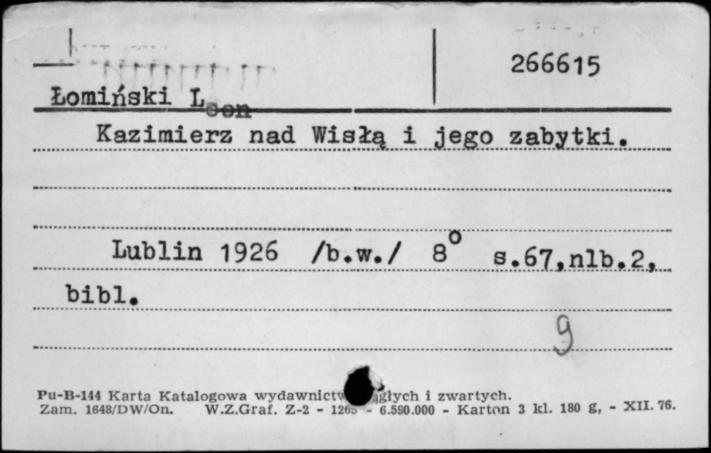 266615
Łomiński Leon
Kazimierz nad Wisłą i jego zabytki.
Lublin 1926 /b.w./ 8° s.67,nlb.2,
bibl.
9
Pu-B-144 Karta Katalogowa wydawnictw i zwartych.
Zam. 1648/DW/On. W.Z.Graf. Z-2 - 1265 - 6.590.000 - Karton 3 kl. 180 g, - XII. 76.